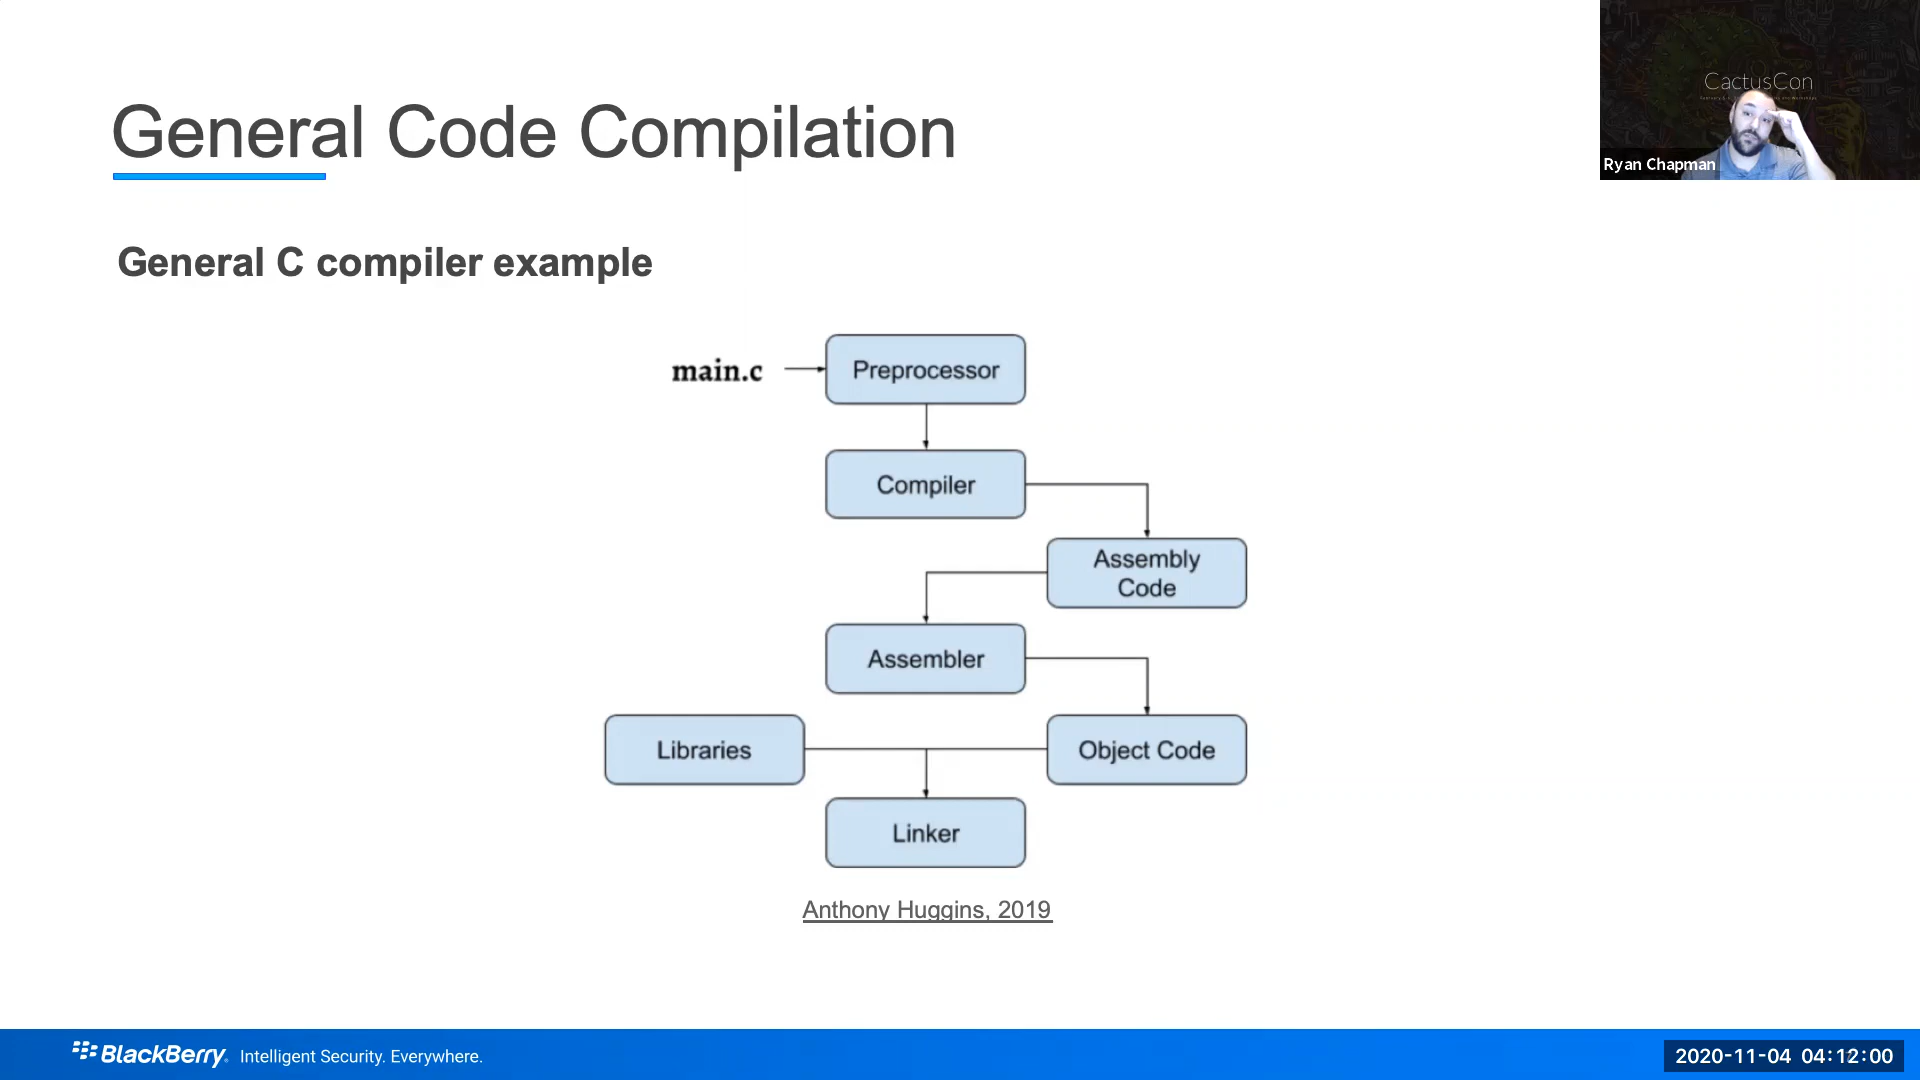 General Code Compilation
CactusCon
Ryan Chapman
General C compiler example
main.c
Preprocessor
Compiler
Assembly
Code
Assembler
Libraries
Object Code
Linker
Anthony Huggins, 2019
BlackBerry. Intelligent Security. Everywhere.
2020-11-04 04:12:00